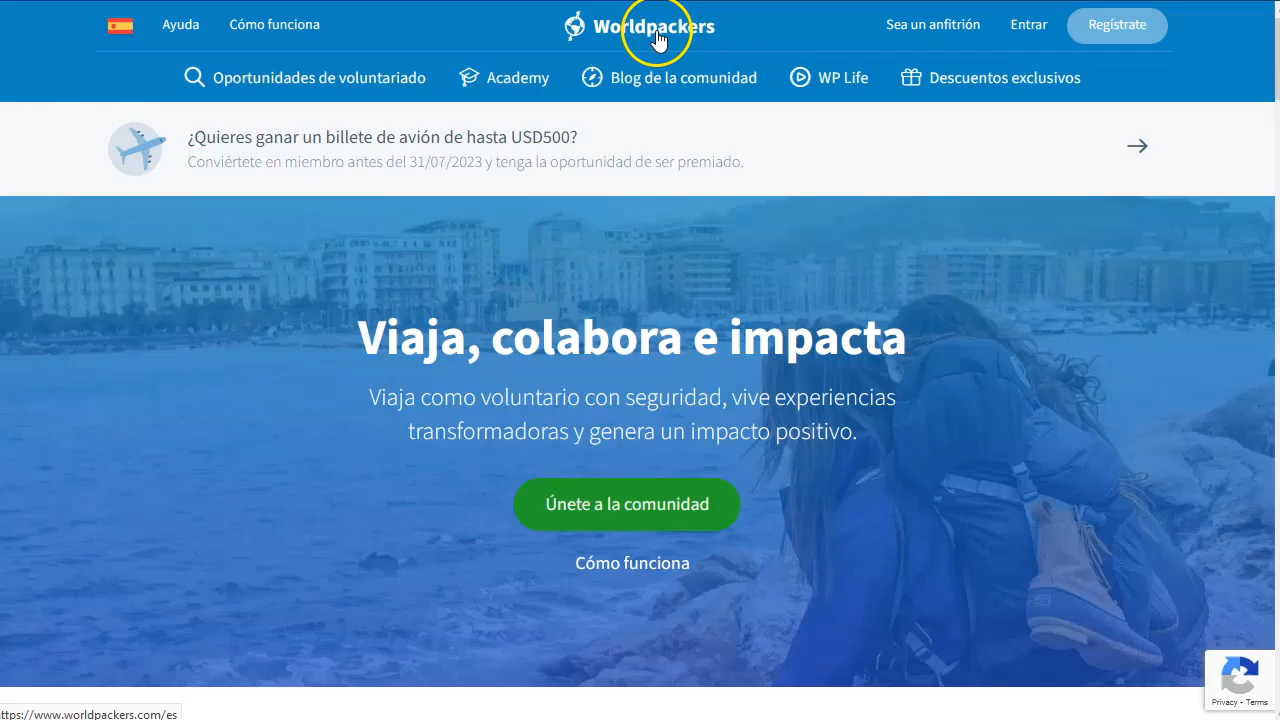 Ayuda
Cómo funciona
Worldpackers
Sea un anfitrión
Entrar
Regístrate
Oportunidades de voluntariado
Academy
Blog de la comunidad
WP Life
Descuentos exclusivos
¿Quieres ganar un billete de avión de hasta USD500?
Conviértete en miembro antes del 31/07/2023 y tenga la oportunidad de ser premiado.
Viaja, colabora e impacta
Viaja como voluntario con seguridad, vive experiencias
transformadoras y genera un impacto positivo.
Únete a la comunidad
Cómo funciona
Privacy - Terms
ttps://www.worldpackers.com/es